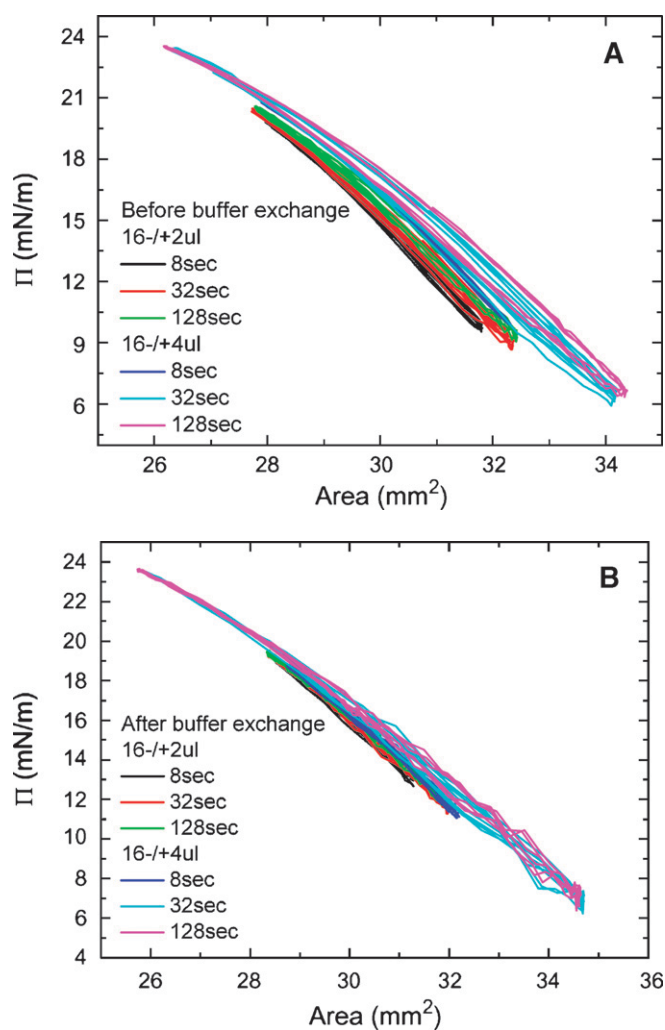 A
24
21
18
15
12
9
6
Π (mN/m)
Before buffer exchange
16-/+2ul
8sec
32sec
128sec
16-/+4ul
8sec
32sec
128sec
26 28 30 32 34
Area (mm²)
B
24
22
20
18
16
14
12
10
8
6
4
Π (mN/m)
After buffer exchange
16-/+2ul
8sec
32sec
128sec
16-/+4ul
8sec
32sec
128sec
26 28 30 32 34 36
Area (mm²)